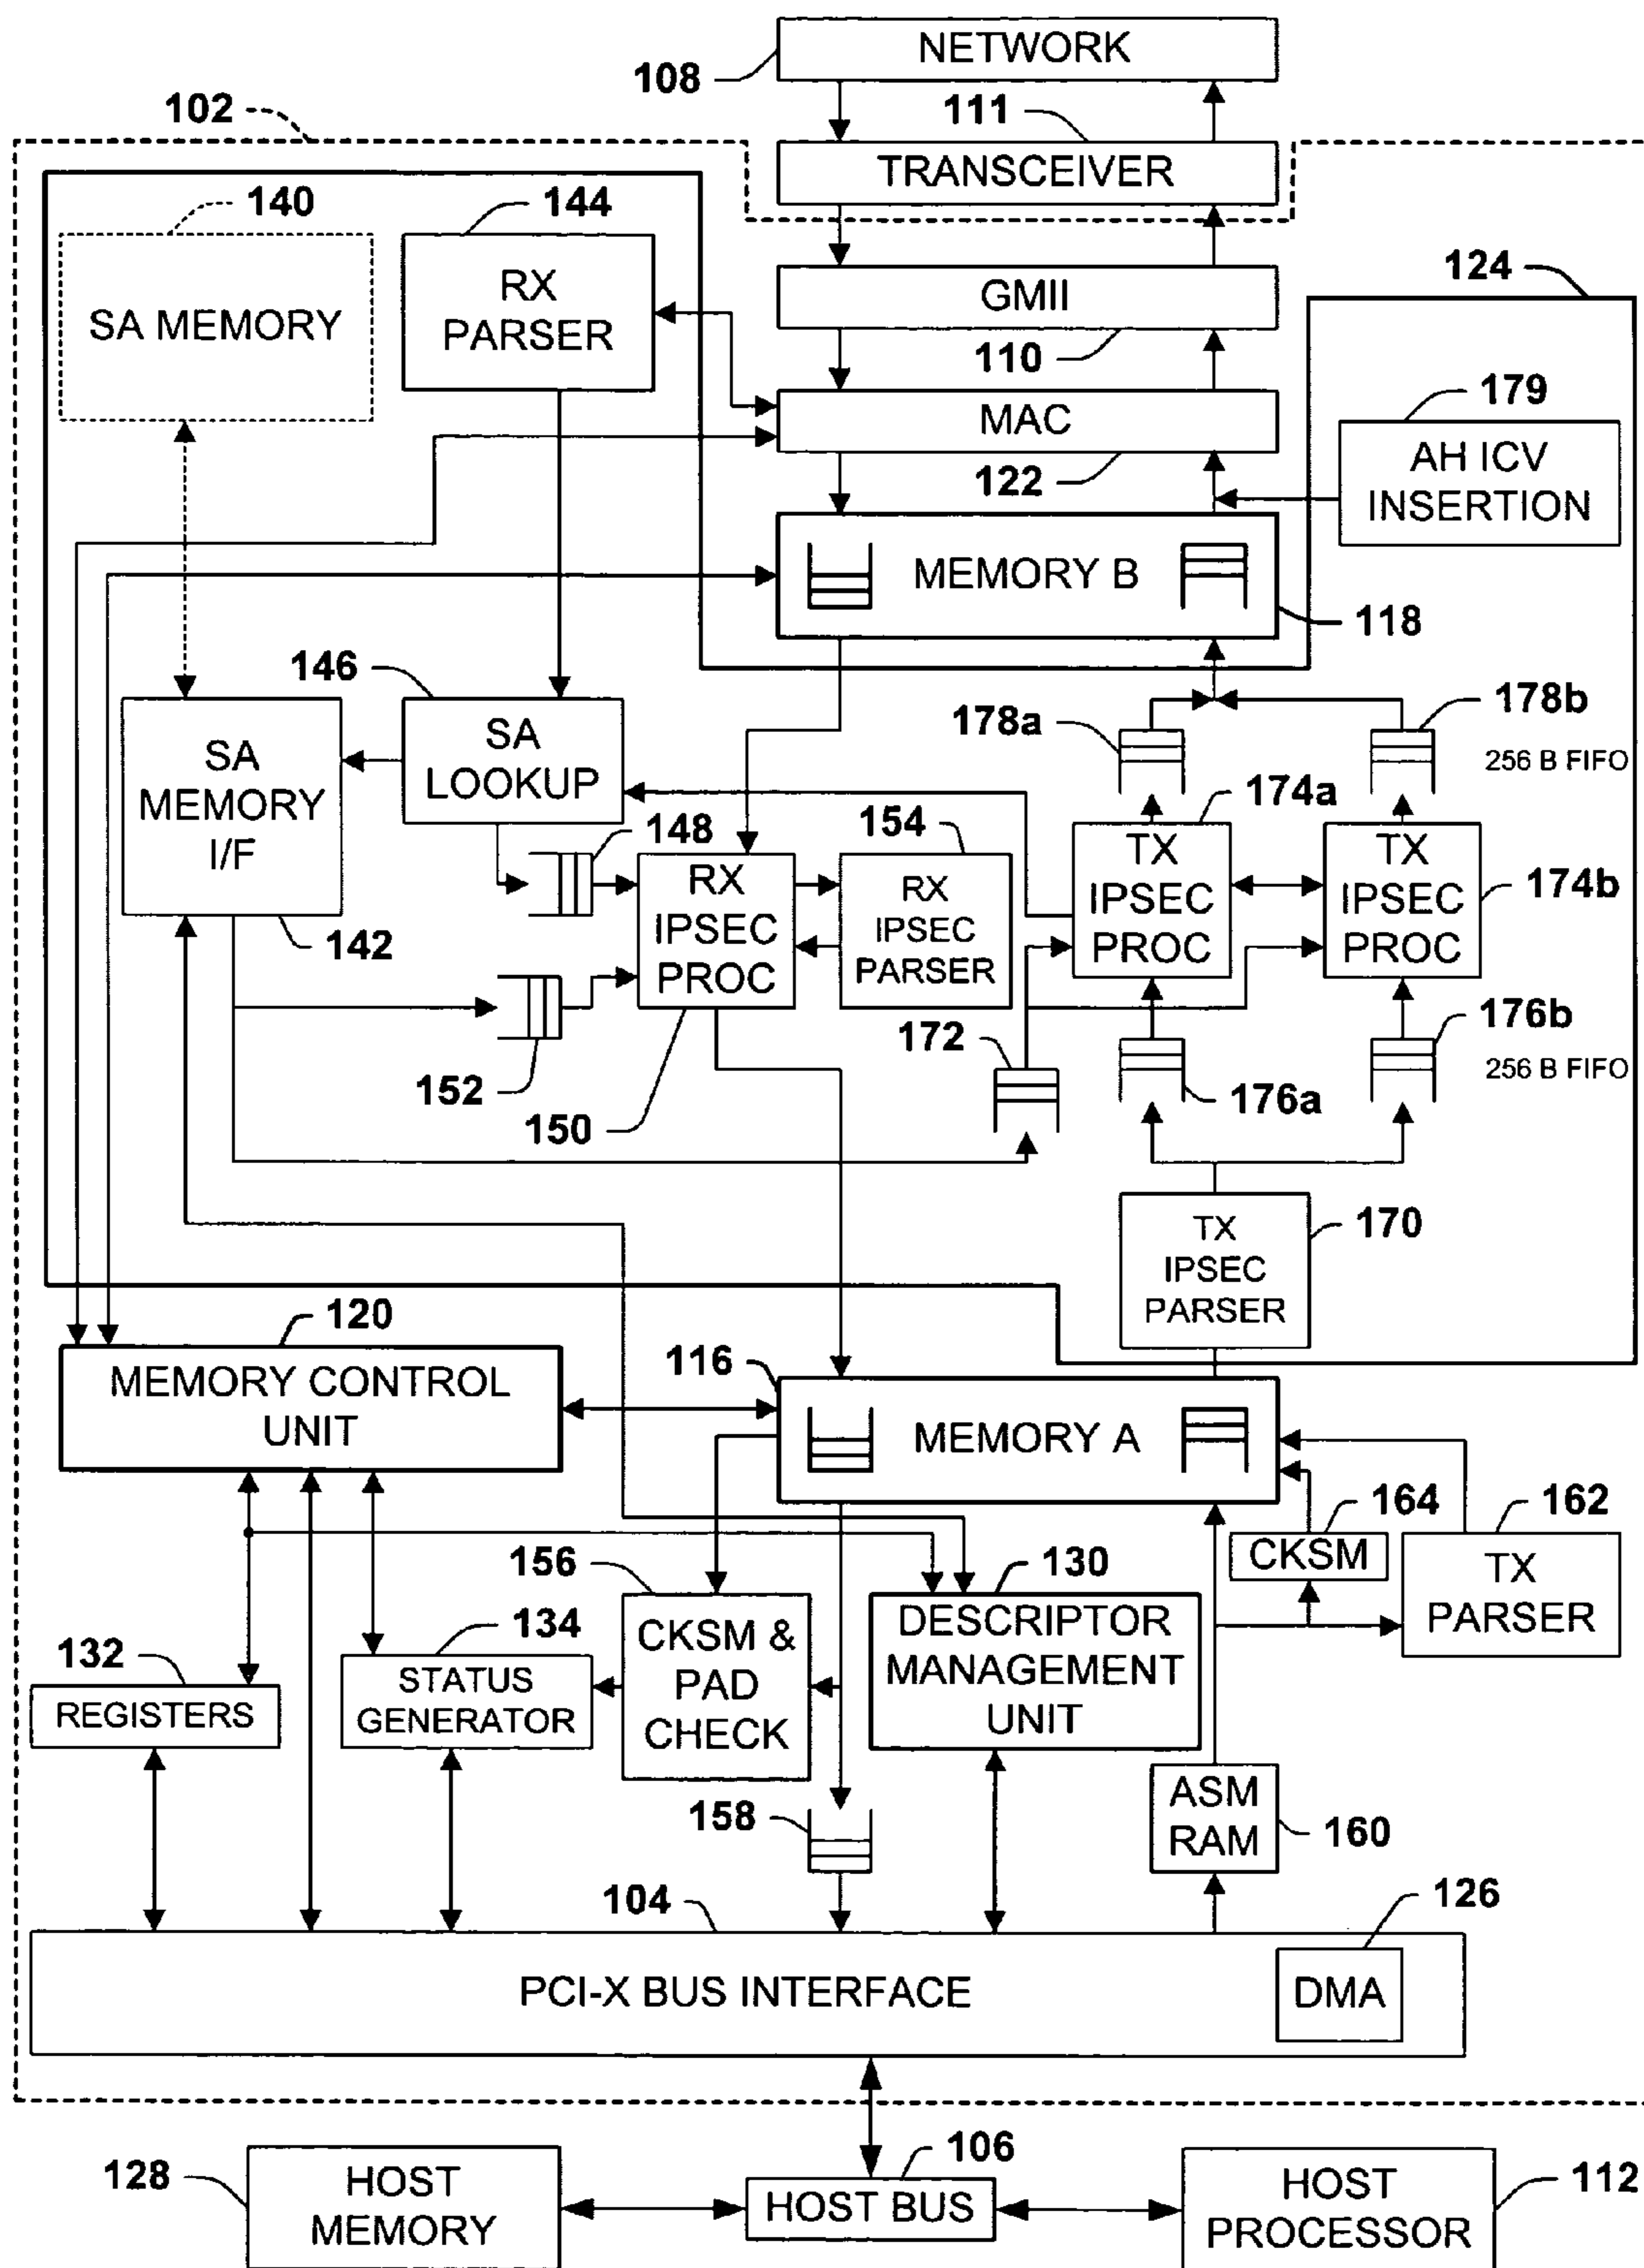 NETWORK
108
102
111
TRANSCEIVER
140
144
SA MEMORY
RX
PARSER
GMII
110
124
MAC
122
179
AH ICV
INSERTION
MEMORY B
118
146
SA
MEMORY
I/F
142
SA
LOOKUP
148
152
RX
IPSEC
PROC
150
154
RX
IPSEC
PARSER
172
178a
178b
256 B FIFO
174a
TX
IPSEC
PROC
TX
IPSEC
PROC
174b
176a
176b
256 B FIFO
TX
IPSEC
PARSER
170
120
MEMORY CONTROL
UNIT
116
MEMORY A
164
CKSM
162
TX
PARSER
156
CKSM &
PAD
CHECK
130
DESCRIPTOR
MANAGEMENT
UNIT
132
REGISTERS
134
STATUS
GENERATOR
158
ASM
RAM
160
104
PCI-X BUS INTERFACE
126
DMA
128
HOST
MEMORY
106
HOST BUS
HOST
PROCESSOR
112